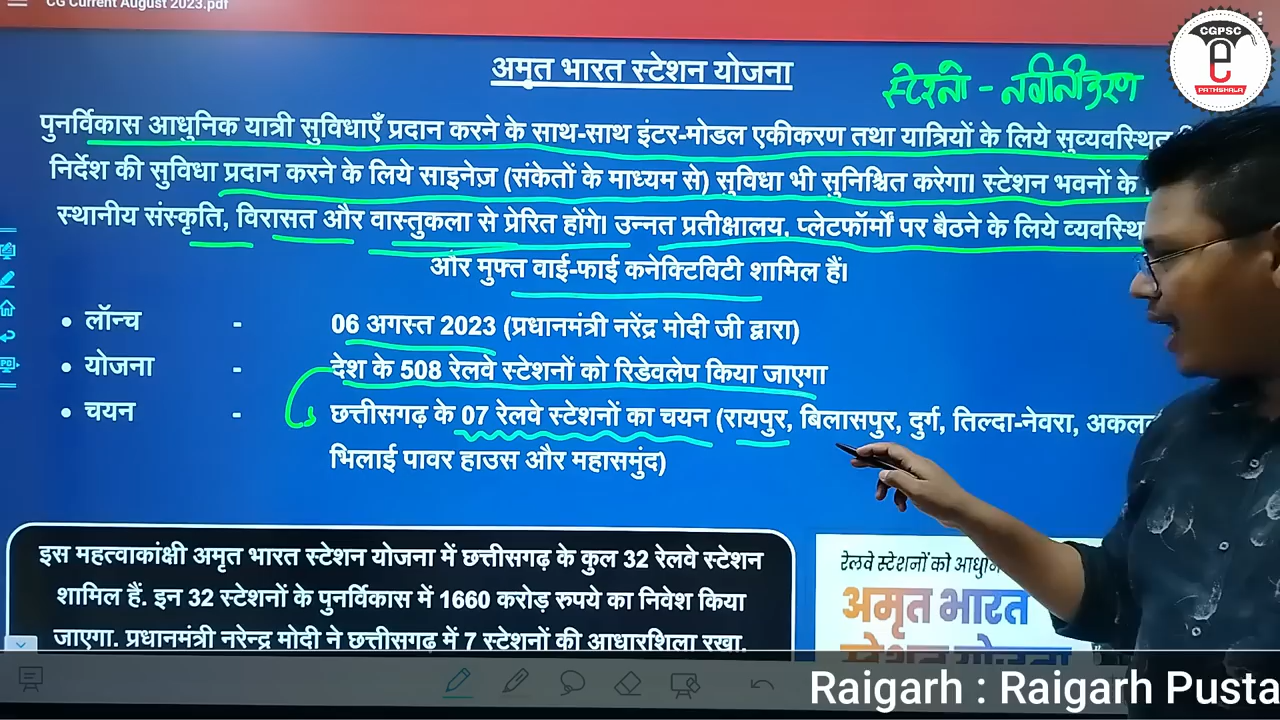 CG Current August 2023.pdf
CGPSC
e
PATHSHALA
अमृत भारत स्टेशन योजना
स्टेशनो - नवीनीकरण
पुनर्विकास आधुनिक यात्री सुविधाएँ प्रदान करने के साथ-साथ इंटर-मोडल एकीकरण तथा यात्रियों के लिये सुव्यवस्थित
निर्देश की सुविधा प्रदान करने के लिये साइनेज़ (संकेतों के माध्यम से) सुविधा भी सुनिश्चित करेगा। स्टेशन भवनों के
स्थानीय संस्कृति, विरासत और वास्तुकला से प्रेरित होंगे। उन्नत प्रतीक्षालय, प्लेटफॉर्मों पर बैठने के लिये
और मुफ्त वाई-फाई कनेक्टिविटी शामिल हैं।
• लॉन्च - 06 अगस्त 2023 (प्रधानमंत्री नरेंद्र मोदी जी द्वारा)
• योजना - देश के 508 रेलवे स्टेशनों को रिडेवलेप किया जाएगा
• चयन - छत्तीसगढ़ के 07 रेलवे स्टेशनों का चयन (रायपुर, बिलासपुर, दुर्ग, तिल्दा-नेवरा,
भिलाई पावर हाउस और महासमुंद)
इस महत्वाकांक्षी अमृत भारत स्टेशन योजना में छत्तीसगढ़ के कुल 32 रेलवे स्टेशन
शामिल हैं. इन 32 स्टेशनों के पुनर्विकास में 1660 करोड़ रुपये का निवेश किया
जाएगा. प्रधानमंत्री नरेन्द्र मोदी ने छत्तीसगढ़ में 7 स्टेशनों की आधारशिला रखा.
रेलवे स्टेशनों को
अमृत भारत
स्टेशन योजना
Raigarh : Raigarh Pusta